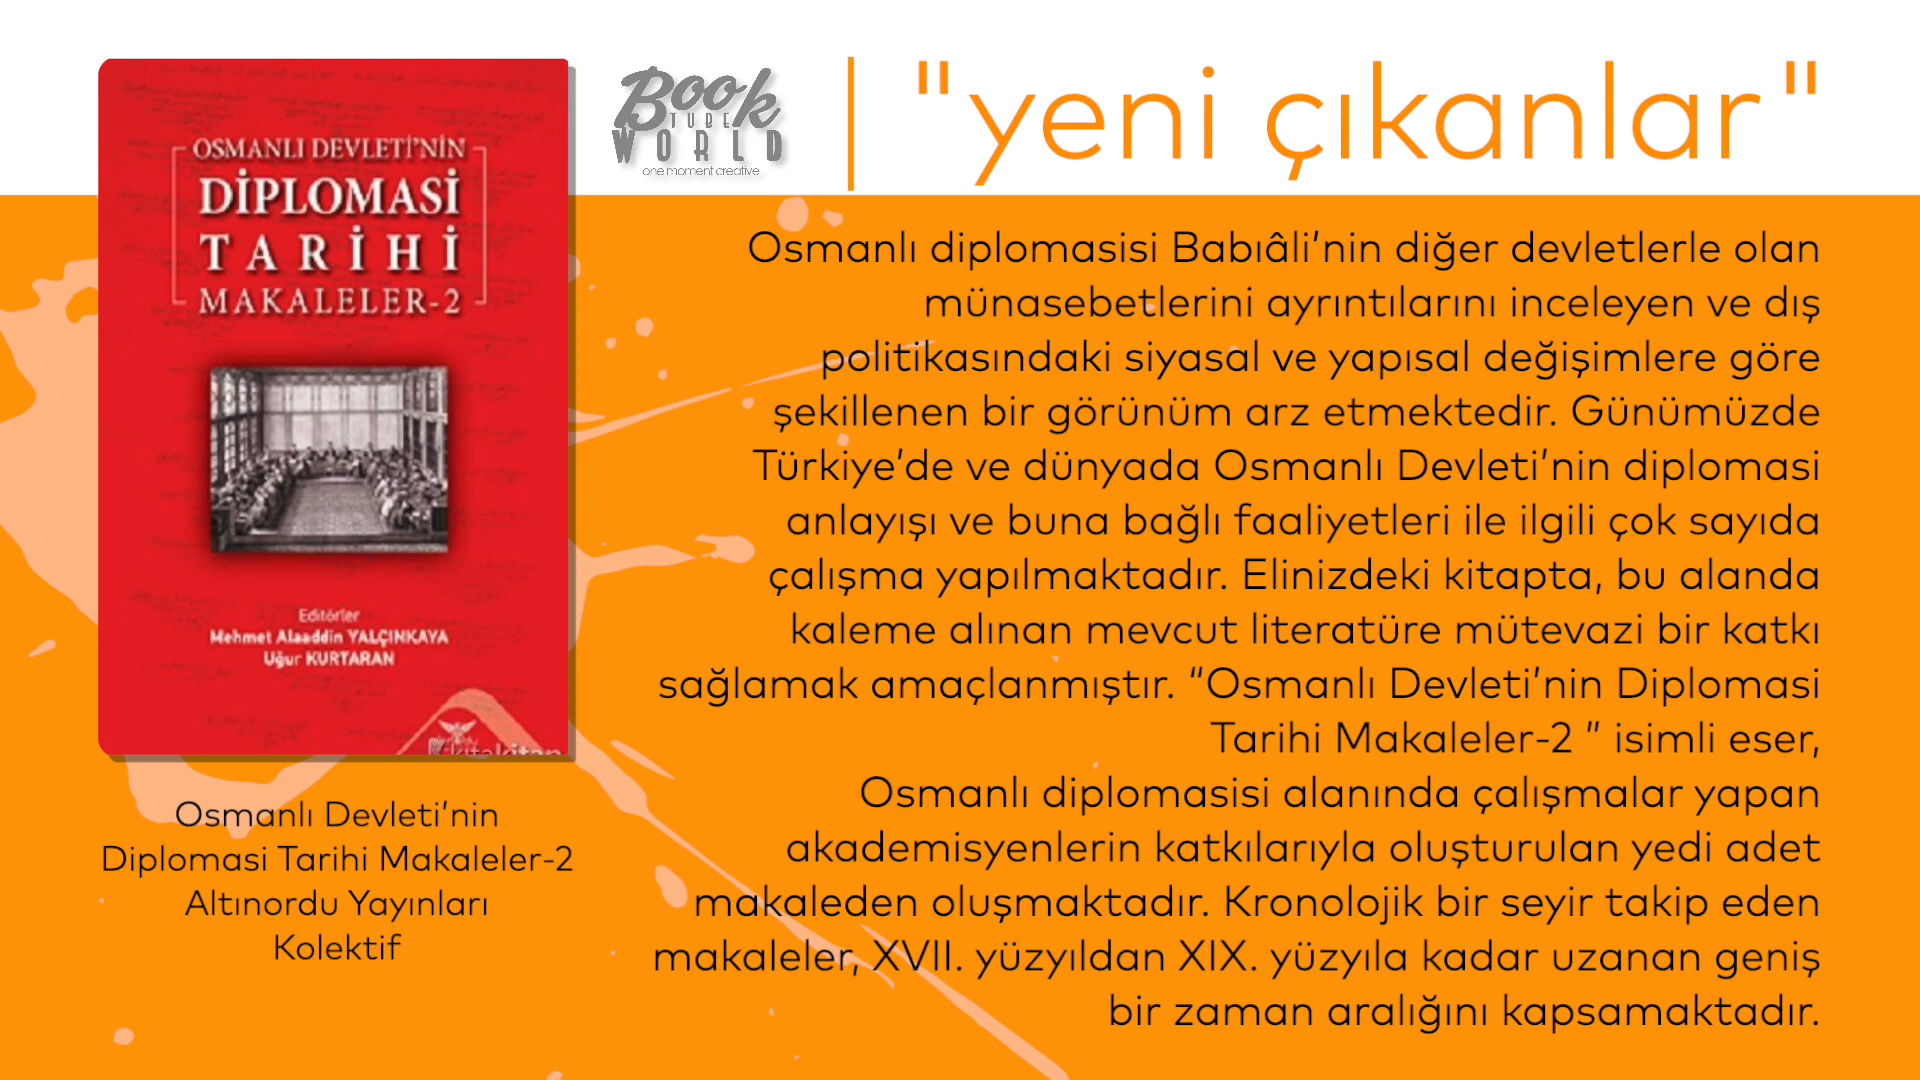 OSMANLI DEVLETİ'NİN
DİPLOMASİ
TARİHİ
MAKALELER-2
Editörler
Mehmet Alaaddin YALÇINKAYA
Uğur KURTARAN
kitakitap
Osmanlı Devleti’nin
Diplomasi Tarihi Makaleler-2
Altınordu Yayınları
Kolektif
Book
TUBE
WORLD
one moment creative
"yeni çıkanlar"
Osmanlı diplomasisi Babıâli’nin diğer devletlerle olan
münasebetlerini ayrıntılarını inceleyen ve dış
politikasındaki siyasal ve yapısal değişimlere göre
şekillenen bir görünüm arz etmektedir. Günümüzde
Türkiye’de ve dünyada Osmanlı Devleti’nin diplomasi
anlayışı ve buna bağlı faaliyetleri ile ilgili çok sayıda
çalışma yapılmaktadır. Elinizdeki kitapta, bu alanda
kaleme alınan mevcut literatüre mütevazi bir katkı
sağlamak amaçlanmıştır. “Osmanlı Devleti’nin Diplomasi
Tarihi Makaleler-2 ” isimli eser,
Osmanlı diplomasisi alanında çalışmalar yapan
akademisyenlerin katkılarıyla oluşturulan yedi adet
makaleden oluşmaktadır. Kronolojik bir seyir takip eden
makaleler, XVII. yüzyıldan XIX. yüzyıla kadar uzanan geniş
bir zaman aralığını kapsamaktadır.